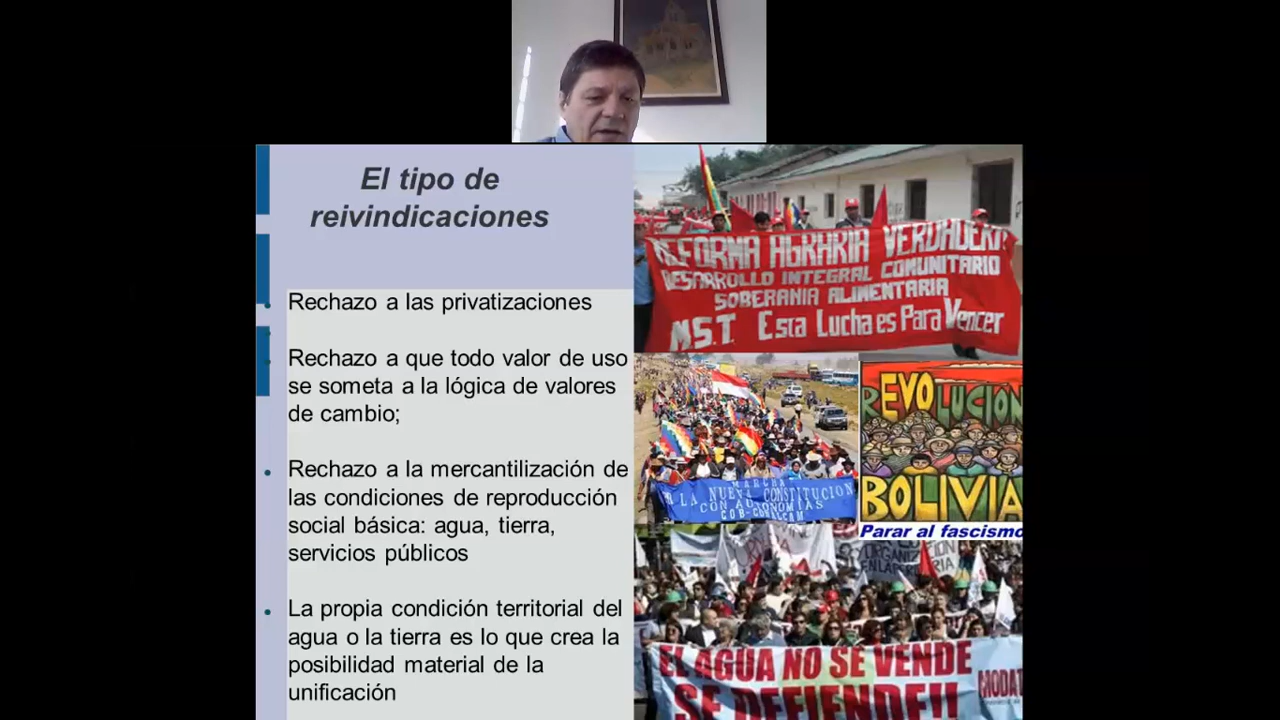 El tipo de
reivindicaciones
Rechazo a las privatizaciones
Rechazo a que todo valor de uso
se someta a la lógica de valores
de cambio;
Rechazo a la mercantilización de
las condiciones de reproducción
social básica: agua, tierra,
servicios públicos
La propia condición territorial del
agua o la tierra es lo que crea la
posibilidad material de la
unificación
REFORMA AGRARIA VERDADERA
DESARROLLO INTEGRAL COMUNITARIO
SOBERANIA ALIMENTARIA
M.S.T. Esta Lucha es Para Vencer
MARCHA
LA NUEVA CONSTITUCION
CON AUTONOMIAS
C.O.B-CONALCAM
REVOLUCION
BOLIVIA
Parar al fascismo
EL AGUA NO SE VENDE
SE DEFIENDE!!
MODAT